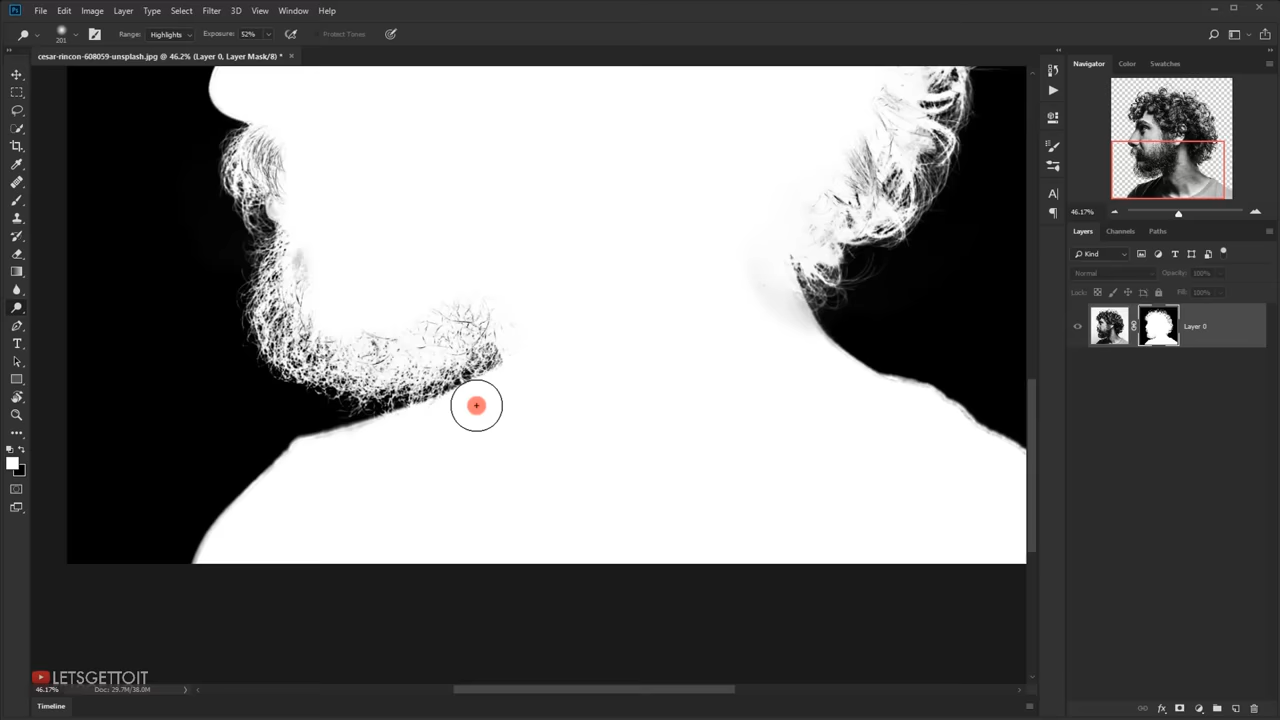 Ps File Edit Image Layer Type Select Filter 3D View Window Help
201 Range: Highlights Exposure: 52% Protect Tones
cesar-rincon-608059-unsplash.jpg @ 46.2% (Layer 0, Layer Mask/8) * ×
Navigator Color Swatches
46.17%
Layers Channels Paths
Kind
Normal Opacity: 100%
Lock: Fill: 100%
Layer 0
LETSGETTOIT
46.17% Doc: 29.7M/38.0M
Timeline